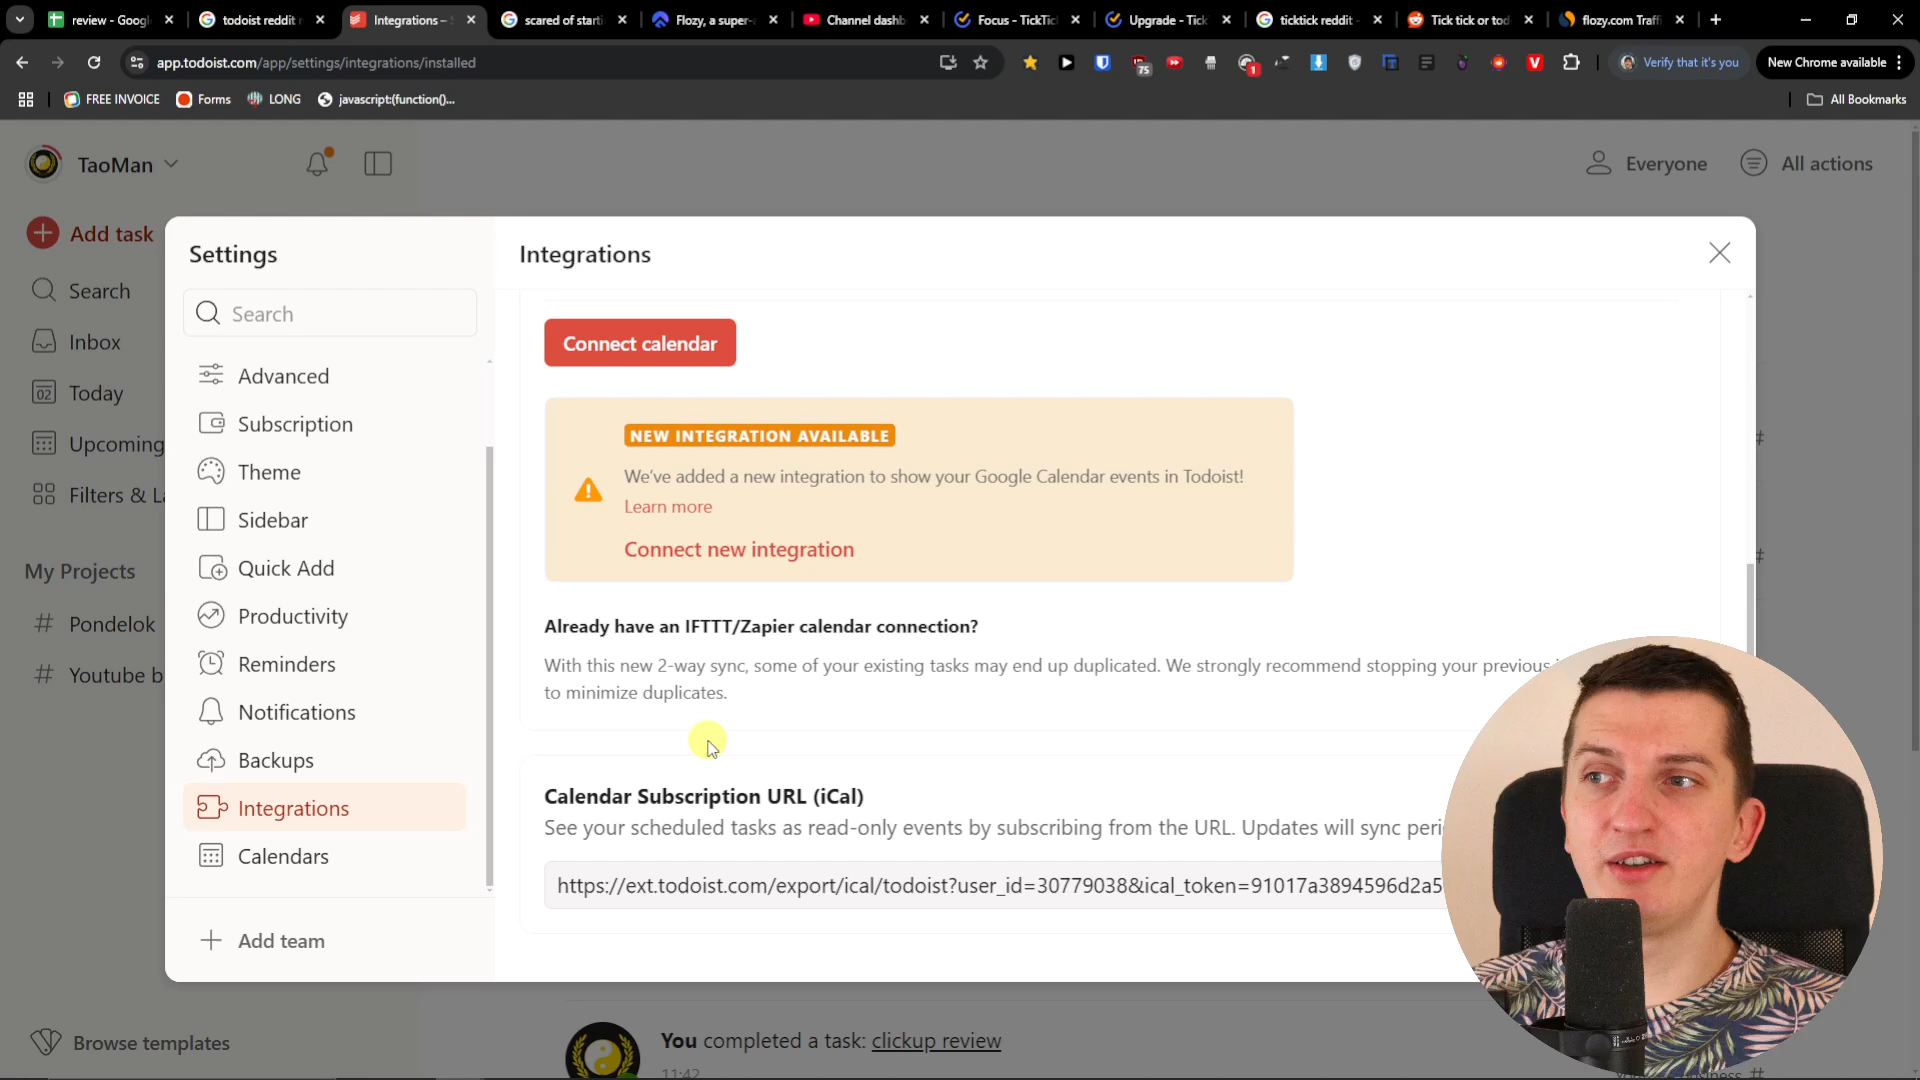 review - Googl
todoist reddit
Integrations –
scared of starti
Flozy, a super-
Channel dashb
Focus - TickTic
Upgrade - Tick
ticktick reddit -
Tick tick or tod
flozy.com Traffi
app.todoist.com/app/settings/integrations/installed
75
1
Verify that it's you
New Chrome available
FREE INVOICE
Forms
LONG
javascript:(function()...
All Bookmarks
TaoMan
Everyone
All actions
Add task
Search
Inbox
02
Today
Upcoming
Filters & La
My Projects
# Pondelok
# Youtube b
Browse templates
Settings
Search
Advanced
Subscription
Theme
Sidebar
Quick Add
Productivity
Reminders
Notifications
Backups
Integrations
Calendars
Add team
Integrations
Connect calendar
NEW INTEGRATION AVAILABLE
We've added a new integration to show your Google Calendar events in Todoist!
Learn more
Connect new integration
Already have an IFTTT/Zapier calendar connection?
With this new 2-way sync, some of your existing tasks may end up duplicated. We strongly recommend stopping your previous
to minimize duplicates.
Calendar Subscription URL (iCal)
See your scheduled tasks as read-only events by subscribing from the URL. Updates will sync peri
https://ext.todoist.com/export/ical/todoist?user_id=30779038&ical_token=91017a3894596d2a5
#
#
You completed a task: clickup review
11:42
#